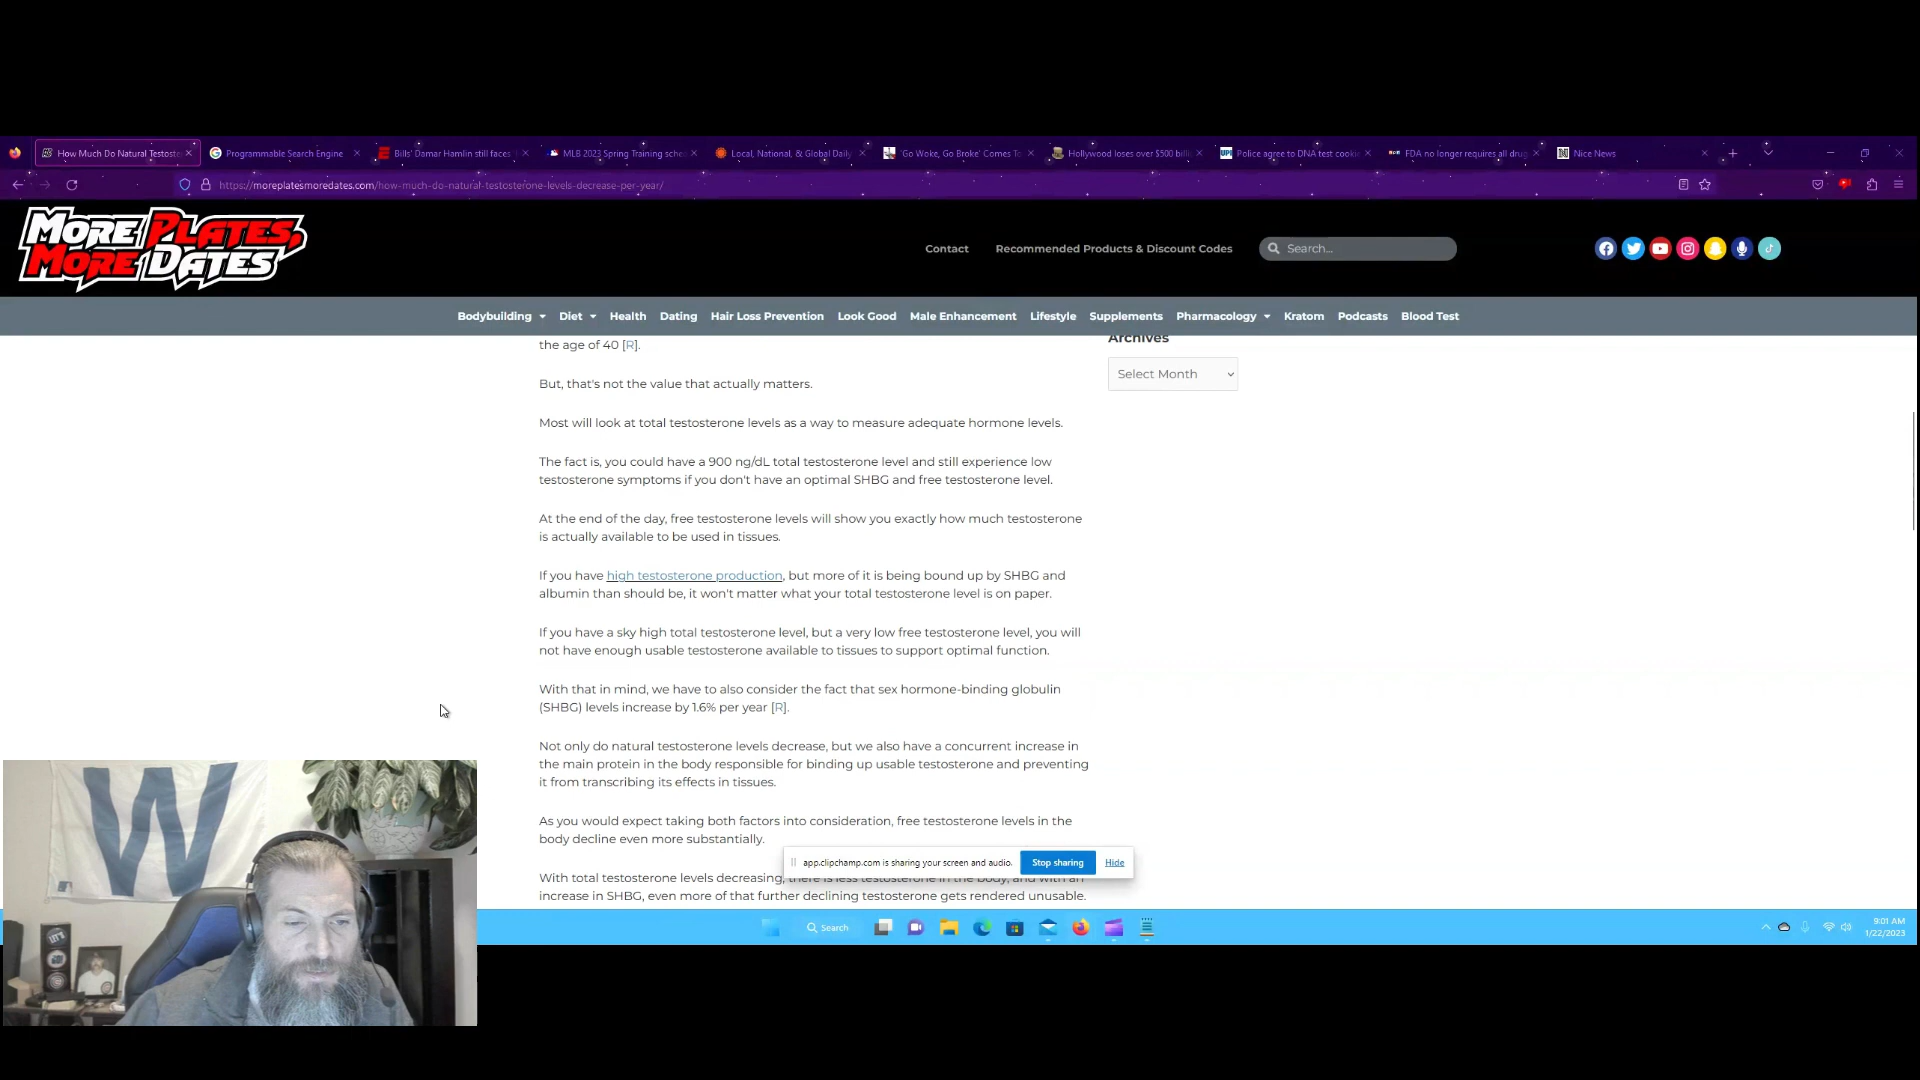 How Much Do Natural Testoste
Programmable Search Engine
Bills' Damar Hamlin still faces
MLB 2023 Spring Training sche
Local, National, & Global Daily
'Go Woke, Go Broke' Comes To
Hollywood loses over $500 billi
UPI
Police agree to DNA test cooki
FDA no longer requires all drug
N
Nice News
https://moreplatesmoredates.com/how-much-do-natural-testosterone-levels-decrease-per-year/
MORE PLATES,
MORE DATES
Contact
Recommended Products & Discount Codes
Search...
Bodybuilding
Diet
Health
Dating
Hair Loss Prevention
Look Good
Male Enhancement
Lifestyle
Supplements
Pharmacology
Kratom
Podcasts
Blood Test
the age of 40 [R].
Archives
Select Month
But, that's not the value that actually matters.
Most will look at total testosterone levels as a way to measure adequate hormone levels.
The fact is, you could have a 900 ng/dL total testosterone level and still experience low
testosterone symptoms if you don't have an optimal SHBG and free testosterone level.
At the end of the day, free testosterone levels will show you exactly how much testosterone
is actually available to be used in tissues.
If you have high testosterone production, but more of it is being bound up by SHBG and
albumin than should be, it won't matter what your total testosterone level is on paper.
If you have a sky high total testosterone level, but a very low free testosterone level, you will
not have enough usable testosterone available to tissues to support optimal function.
With that in mind, we have to also consider the fact that sex hormone-binding globulin
(SHBG) levels increase by 1.6% per year [R].
Not only do natural testosterone levels decrease, but we also have a concurrent increase in
the main protein in the body responsible for binding up usable testosterone and preventing
it from transcribing its effects in tissues.
As you would expect taking both factors into consideration, free testosterone levels in the
body decline even more substantially.
app.clipchamp.com is sharing your screen and audio.
Stop sharing
Hide
With total testosterone levels decreasing, there is less testosterone in the body, and with an
increase in SHBG, even more of that further declining testosterone gets rendered unusable.
W
Search
9:01 AM
1/22/2023